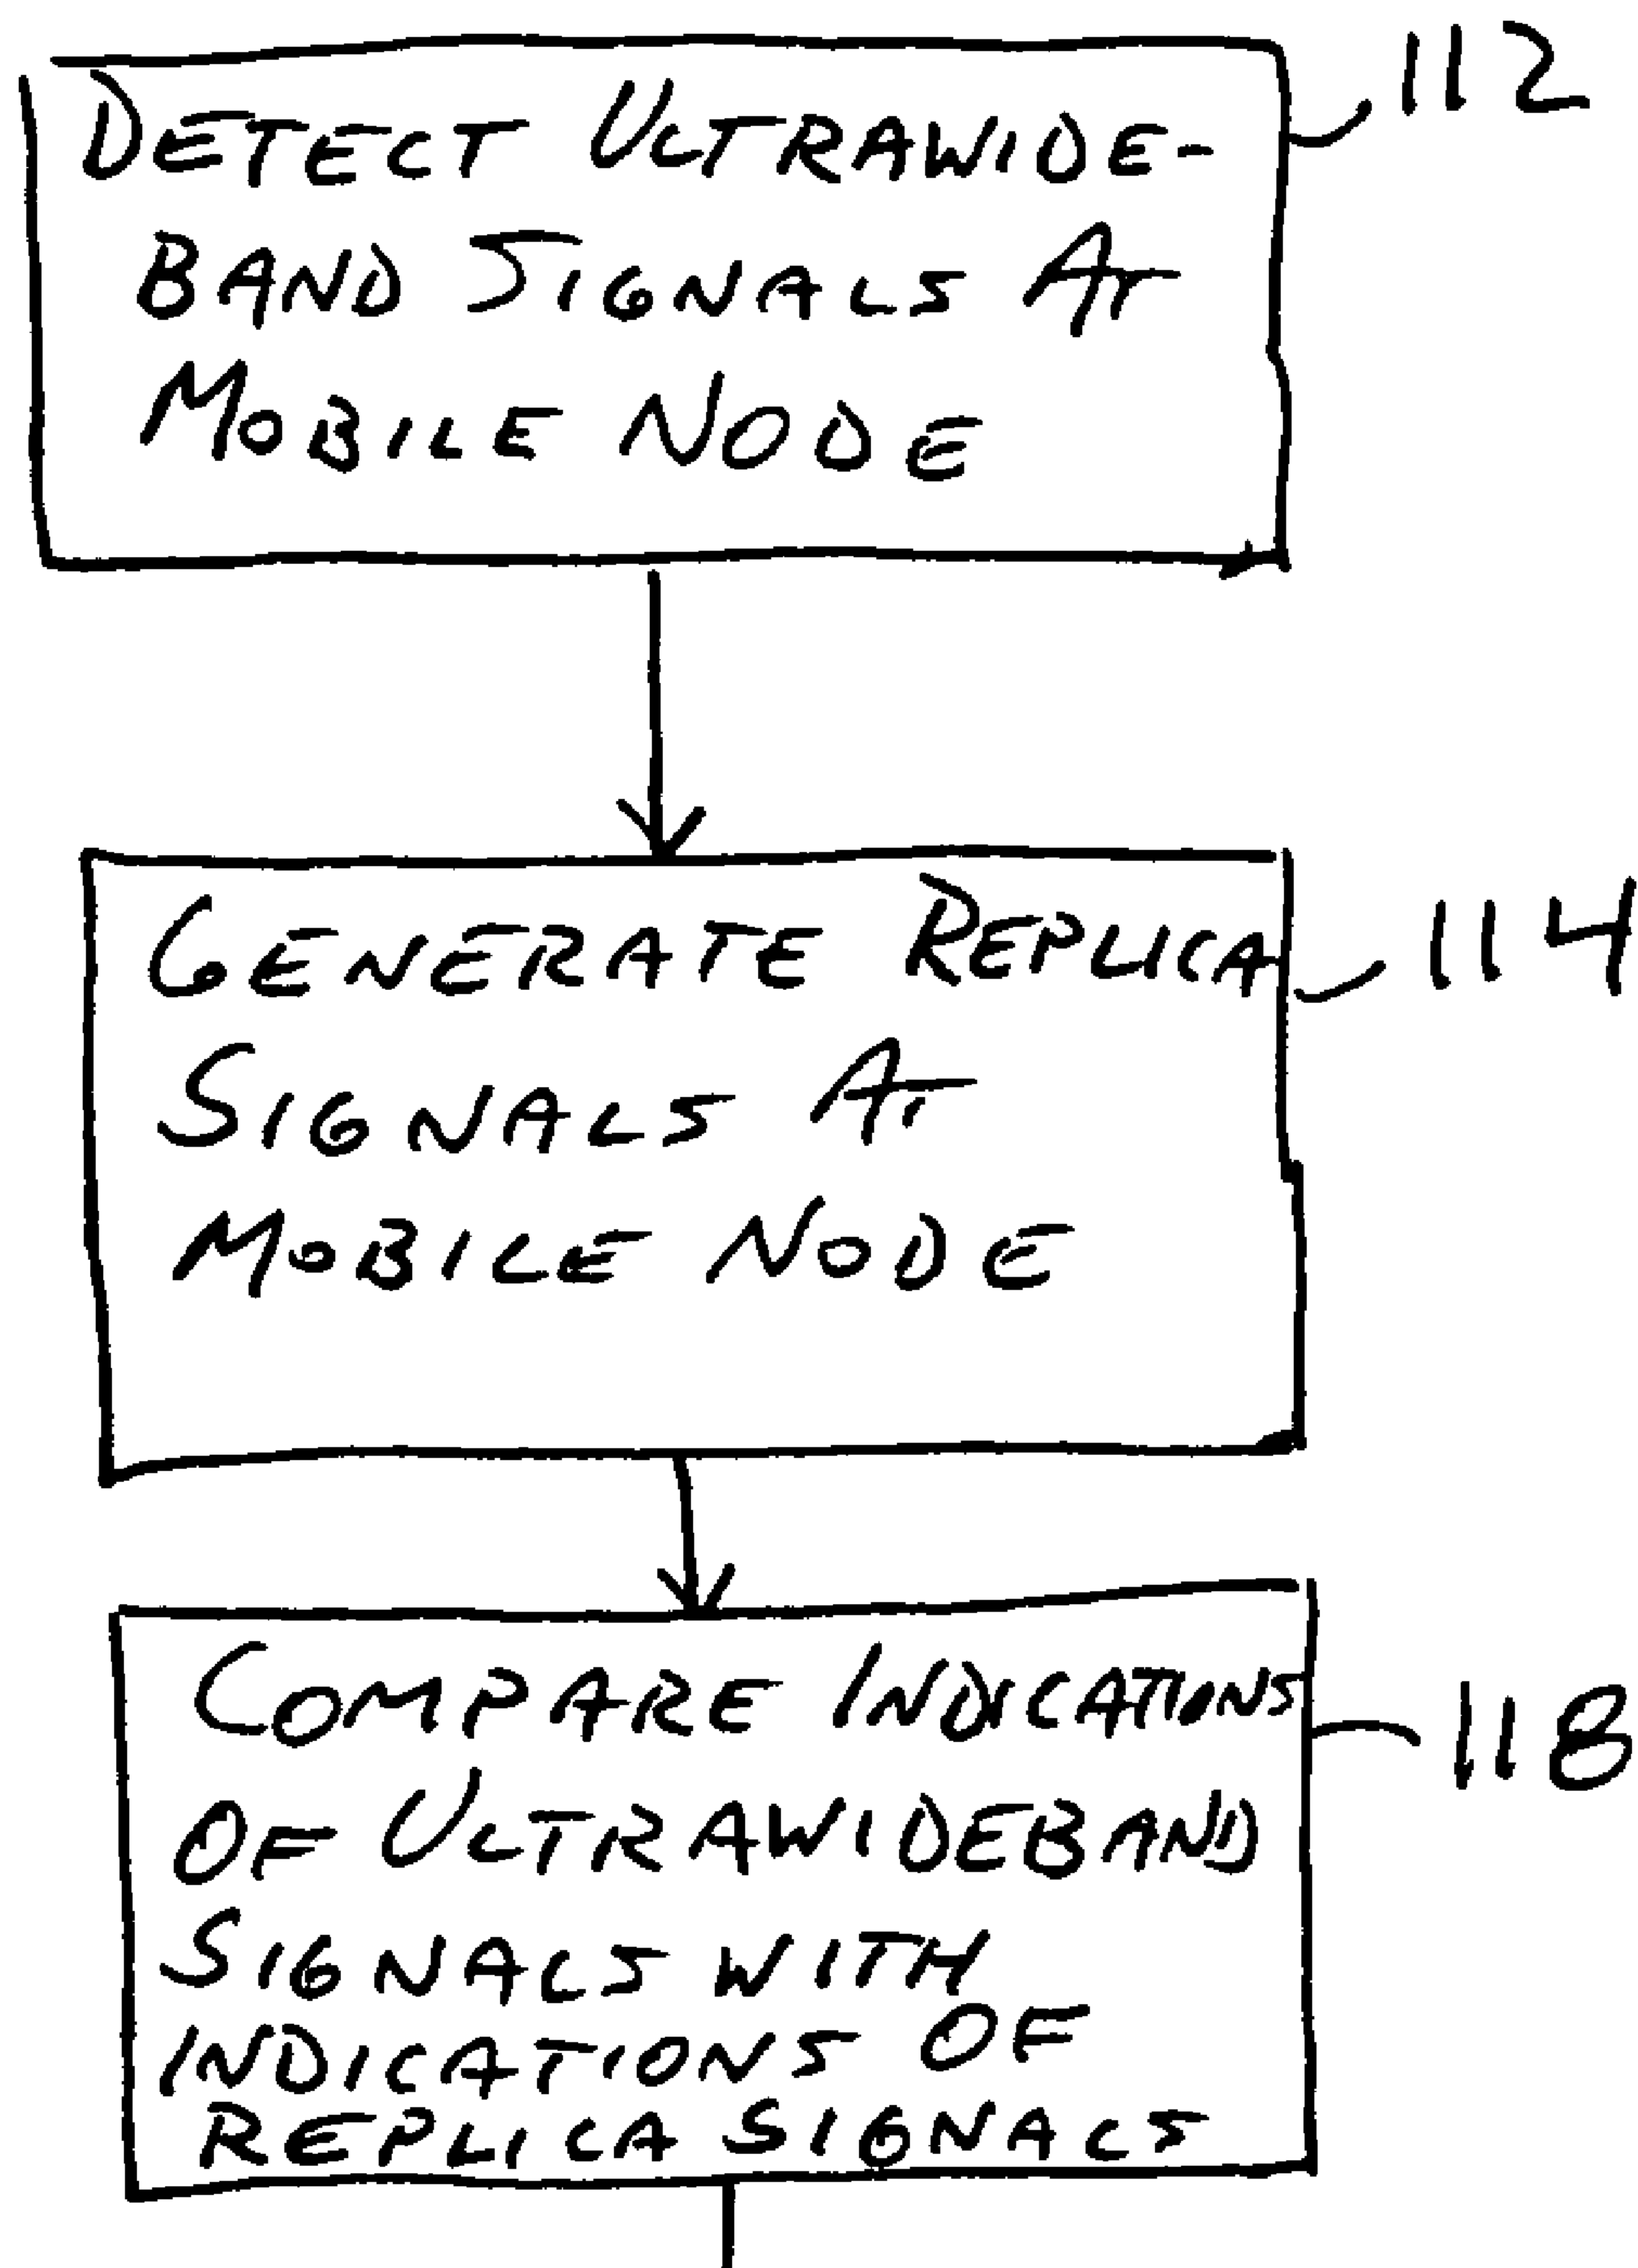 DETECT ULTRAWIDE- 112
BAND SIGNALS AT
MOBILE NODE
GENERATE REPLICA 114
SIGNALS AT
MOBILE NODE
COMPARE INDICATIONS 118
OF ULTRAWIDEBAND
SIGNALS WITH
INDICATIONS OF
REPLICA SIGNALS